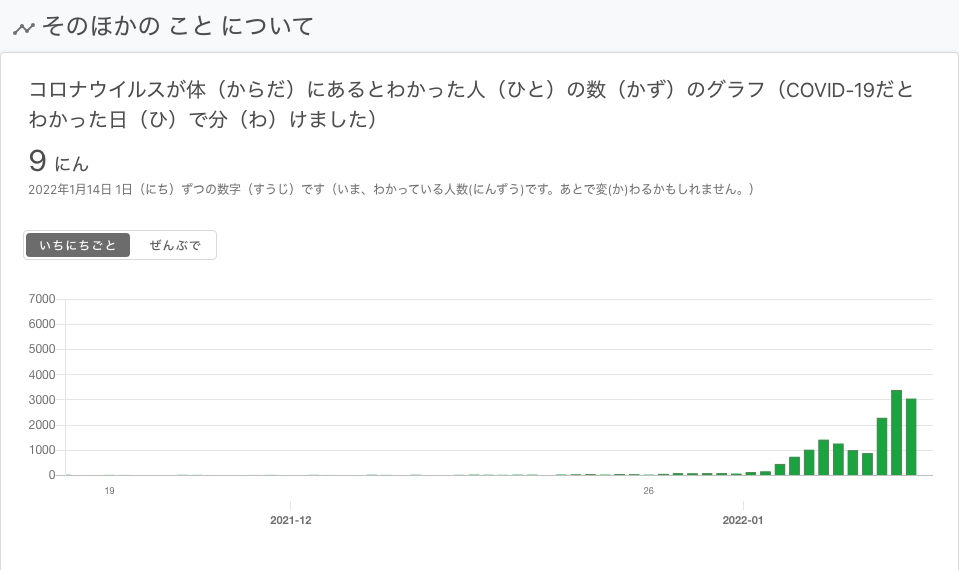 そのほかの こと について
コロナウイルスが体（からだ）にあるとわかった人（ひと）の数（かず）のグラフ（COVID-19だと
わかった日（ひ）で分（わ）けました）
9 にん
2022年1月14日 1日（にち）ずつの数字（すうじ）です（いま、わかっている人数(にんずう)です。あとで変(か)わるかもしれません。）
いちにちごと ぜんぶで
7000
6000
5000
4000
3000
2000
1000
0
19 26
2021-12 2022-01